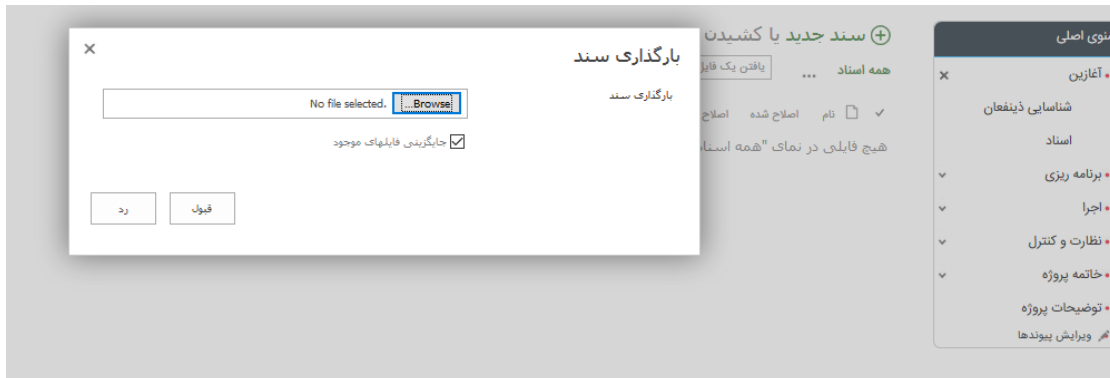 منوی اصلی
آغازین
شناسایی ذینفعان
اسناد
برنامه ریزی
اجرا
نظارت و کنترل
خاتمه پروژه
توضیحات پروژه
ویرایش پیوندها
سند جدید یا کشیدن
همه اسناد ... یافتن یک فایل
نام اصلاح شده اصلاح
هیچ فایلی در نمای "همه اسناد
بارگذاری سند
بارگذاری سند
Browse... No file selected.
جایگزینی فایلهای موجود
قبول رد